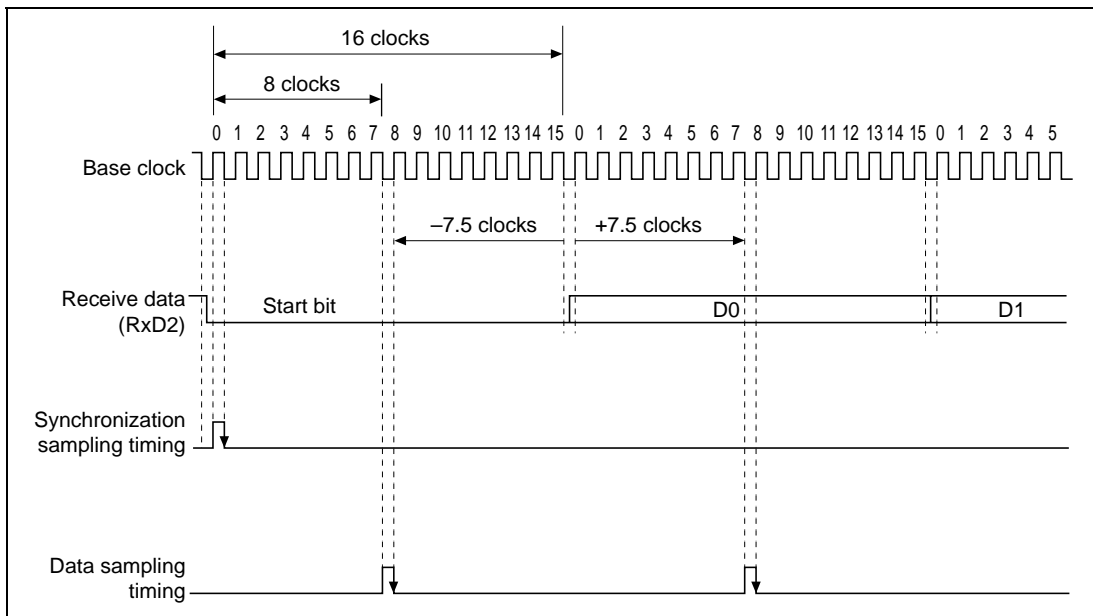 16 clocks
8 clocks
0 1 2 3 4 5 6 7 8 9 10 11 12 13 14 15 0 1 2 3 4 5 6 7 8 9 10 11 12 13 14 15 0 1 2 3 4 5
Base clock
–7.5 clocks +7.5 clocks
Receive data
(RxD2)
Start bit D0 D1
Synchronization
sampling timing
Data sampling
timing